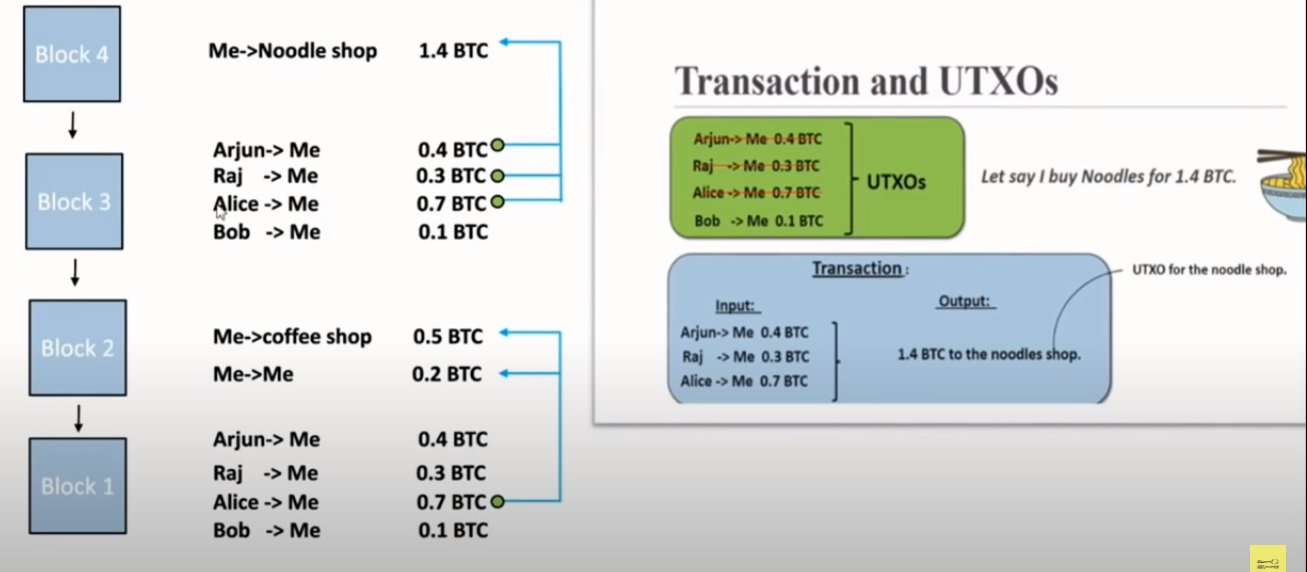 Block 4
Me->Noodle shop 1.4 BTC
Block 3
Arjun-> Me 0.4 BTC
Raj -> Me 0.3 BTC
Alice -> Me 0.7 BTC
Bob -> Me 0.1 BTC
Block 2
Me->coffee shop 0.5 BTC
Me->Me 0.2 BTC
Block 1
Arjun-> Me 0.4 BTC
Raj -> Me 0.3 BTC
Alice -> Me 0.7 BTC
Bob -> Me 0.1 BTC
Transaction and UTXOs
Arjun-> Me 0.4 BTC
Raj -> Me 0.3 BTC
Alice -> Me 0.7 BTC
Bob -> Me 0.1 BTC
UTXOs
Let say I buy Noodles for 1.4 BTC.
Transaction :
UTXO for the noodle shop.
Input:
Arjun-> Me 0.4 BTC
Raj -> Me 0.3 BTC
Alice -> Me 0.7 BTC
Output:
1.4 BTC to the noodles shop.